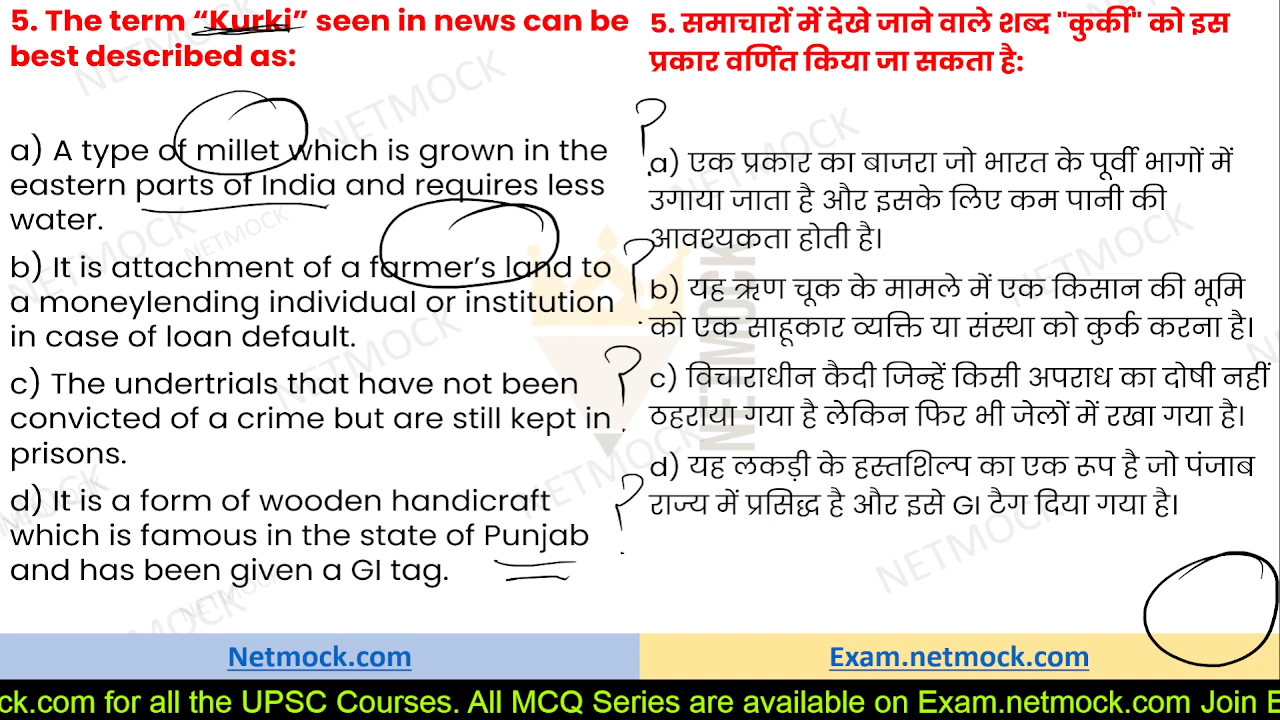 5. The term “Kurki” seen in news can be
best described as:
a) A type of millet which is grown in the
eastern parts of India and requires less
water.
b) It is attachment of a farmer’s land to
a moneylending individual or institution
in case of loan default.
c) The undertrials that have not been
convicted of a crime but are still kept in
prisons.
d) It is a form of wooden handicraft
which is famous in the state of Punjab
and has been given a GI tag.
5. समाचारों में देखे जाने वाले शब्द "कुर्की" को इस
प्रकार वर्णित किया जा सकता है:
a) एक प्रकार का बाजरा जो भारत के पूर्वी भागों में
उगाया जाता है और इसके लिए कम पानी की
आवश्यकता होती है।
b) यह ऋण चूक के मामले में एक किसान की भूमि
को एक साहूकार व्यक्ति या संस्था को कुर्क करना है।
c) विचाराधीन कैदी जिन्हें किसी अपराध का दोषी नहीं
ठहराया गया है लेकिन फिर भी जेलों में रखा गया है।
d) यह लकड़ी के हस्तशिल्प का एक रूप है जो पंजाब
राज्य में प्रसिद्ध है और इसे GI टैग दिया गया है।
NETMOCK
Netmock.com
Exam.netmock.com
ck.com for all the UPSC Courses. All MCQ Series are available on Exam.netmock.com Join E